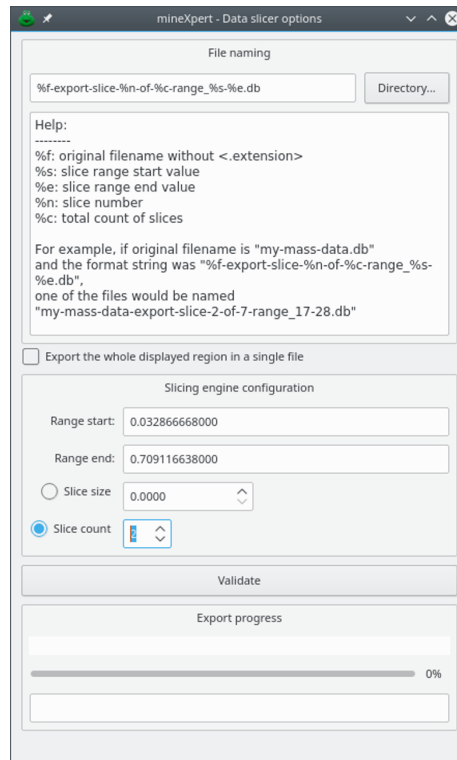 mineXpert - Data slicer options
File naming
%f-export-slice-%n-of-%c-range_%s-%e.db
Directory...
Help:
--------
%f: original filename without <.extension>
%s: slice range start value
%e: slice range end value
%n: slice number
%c: total count of slices
For example, if original filename is "my-mass-data.db"
and the format string was "%f-export-slice-%n-of-%c-range_%s-
%e.db",
one of the files would be named
"my-mass-data-export-slice-2-of-7-range_17-28.db"
Export the whole displayed region in a single file
Slicing engine configuration
Range start: 0.032866668000
Range end: 0.709116638000
Slice size 0.0000
Slice count 2
Validate
Export progress
0%